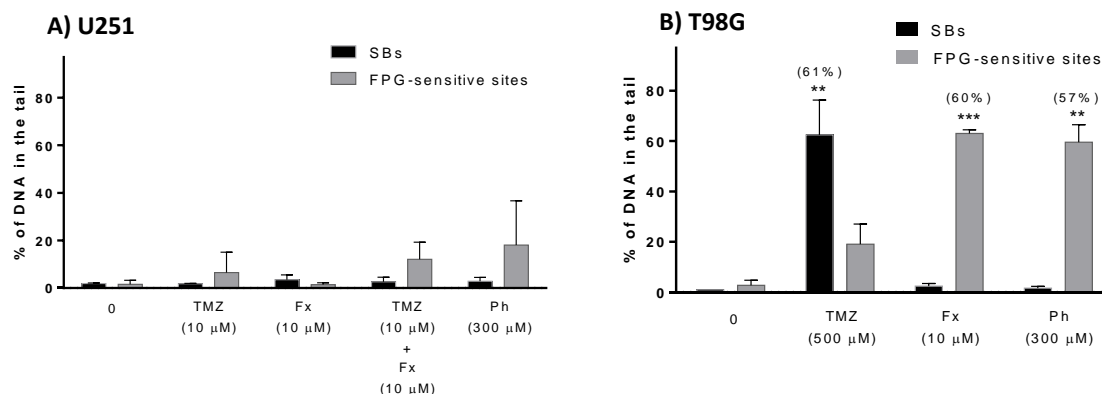 A) U251
SBs
FPG-sensitive sites
% of DNA in the tail
80
60
40
20
0
0
TMZ
(10 μM)
Fx
(10 μM)
TMZ
(10 μM)
+
Fx
(10 μM)
Ph
(300 μM)
B) T98G
SBs
FPG-sensitive sites
% of DNA in the tail
80
60
40
20
0
(61%)
**
(60%)
***
(57%)
**
0
TMZ
(500 μM)
Fx
(10 μM)
Ph
(300 μM)